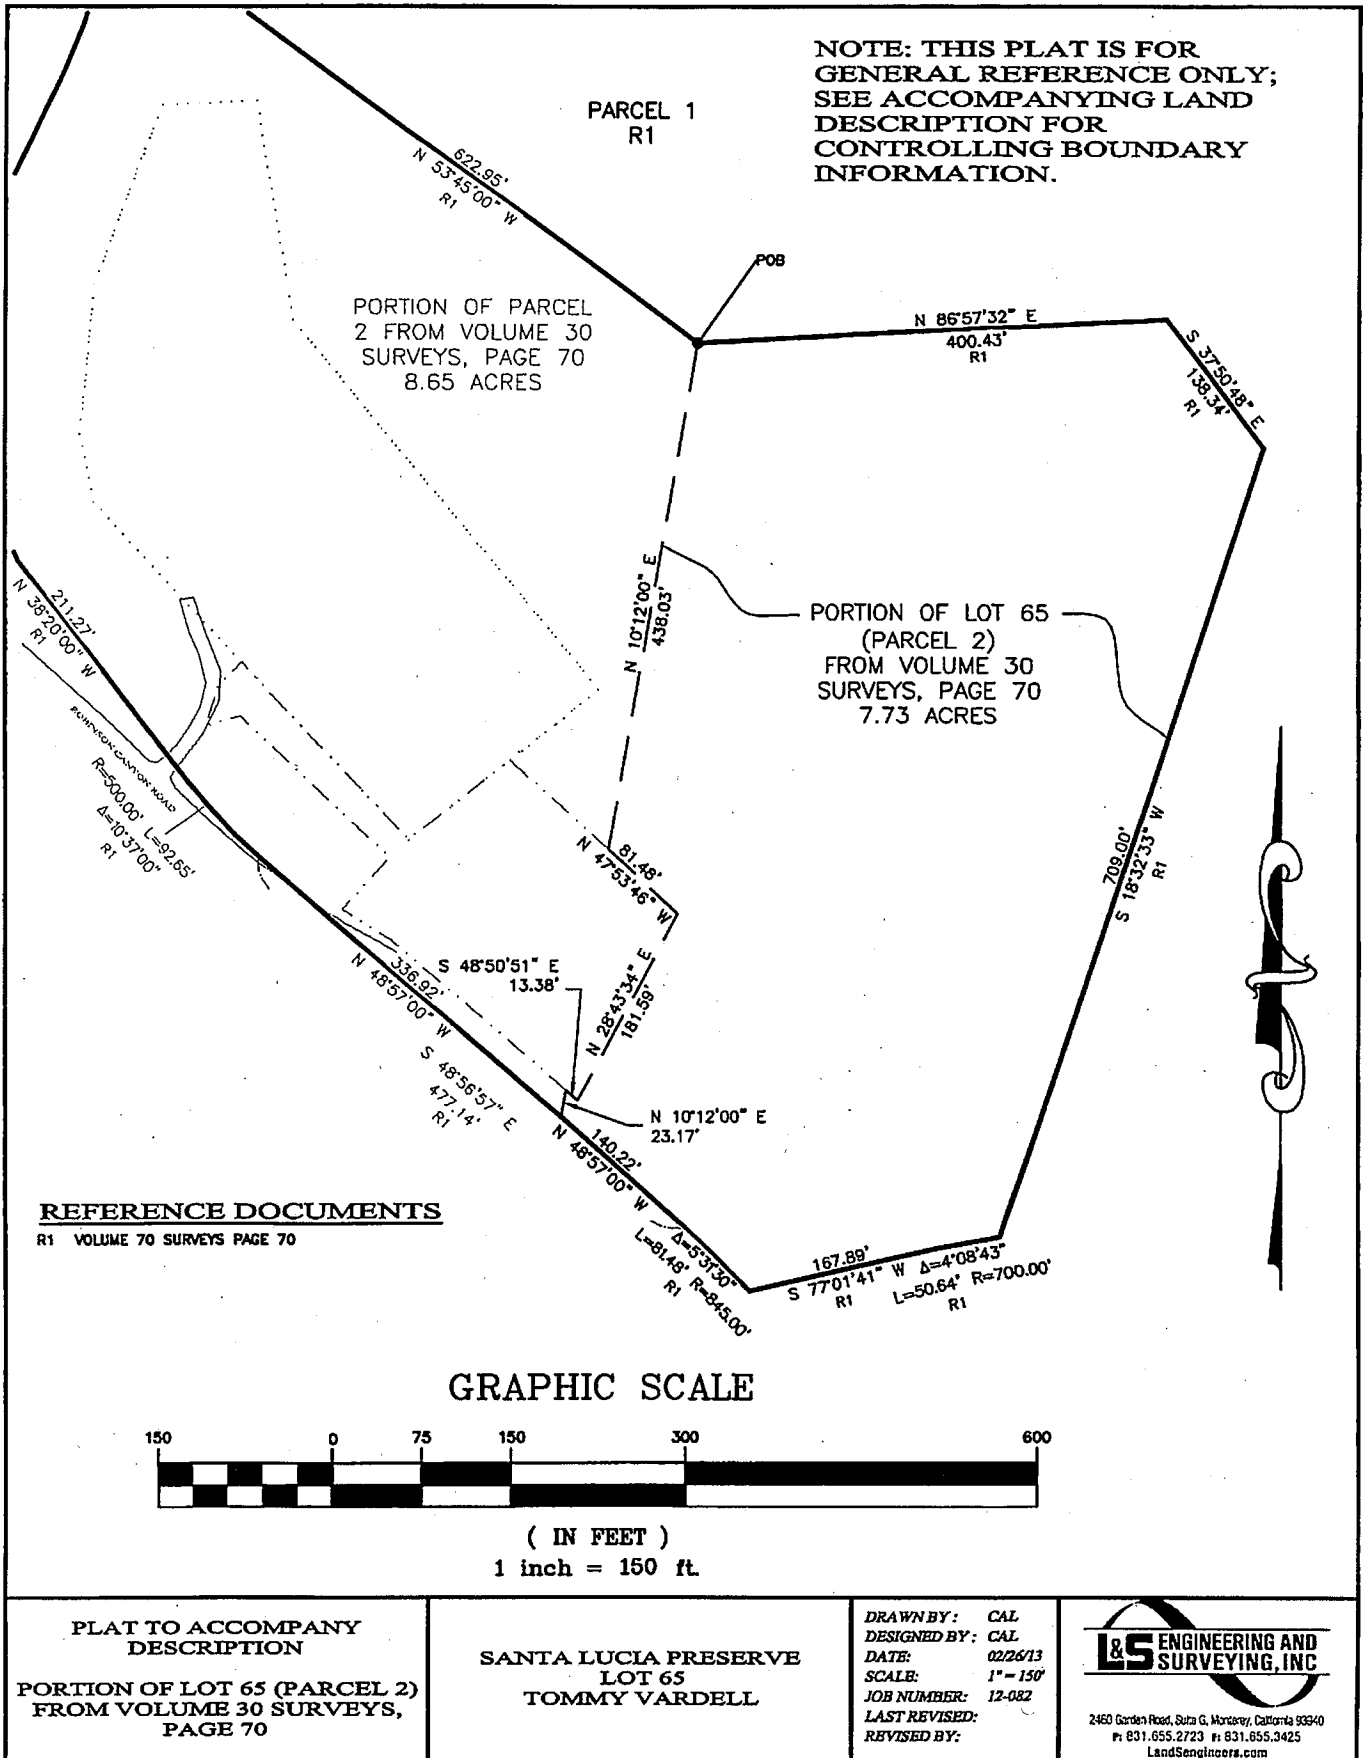 NOTE: THIS PLAT IS FOR
GENERAL REFERENCE ONLY;
SEE ACCOMPANYING LAND
DESCRIPTION FOR
CONTROLLING BOUNDARY
INFORMATION.
PARCEL 1
R1
622.95'
N 53°45'00" W
R1
POB
PORTION OF PARCEL
2 FROM VOLUME 30
SURVEYS, PAGE 70
8.65 ACRES
N 86°57'32" E
400.43'
R1
S 37°50'48" E
138.34'
R1
N 10°12'00" E
438.03'
PORTION OF LOT 65
(PARCEL 2)
FROM VOLUME 30
SURVEYS, PAGE 70
7.73 ACRES
211.27'
N 38°20'00" W
R1
ROBINSON CANYON ROAD
R=500.00' L=92.65'
Δ=10°37'00"
R1
81.48'
N 47°53'46" W
709.00'
S 18°32'33" W
R1
336.92'
N 48°57'00" W
S 48°50'51" E
13.38'
N 28°43'34" E
181.59'
S 48°56'57" E
477.14'
R1
N 10°12'00" E
23.17'
140.22'
N 48°57'00" W
Δ=5°31'30"
L=81.48' R=845.00'
R1
167.89'
S 77°01'41" W
R1
Δ=4°08'43"
L=50.64' R=700.00'
R1
REFERENCE DOCUMENTS
R1 VOLUME 70 SURVEYS PAGE 70
GRAPHIC SCALE
150 0 75 150 300 600
( IN FEET )
1 inch = 150 ft.
PLAT TO ACCOMPANY
DESCRIPTION
PORTION OF LOT 65 (PARCEL 2)
FROM VOLUME 30 SURVEYS,
PAGE 70
SANTA LUCIA PRESERVE
LOT 65
TOMMY VARDELL
DRAWN BY: CAL
DESIGNED BY: CAL
DATE: 02/26/13
SCALE: 1"=150'
JOB NUMBER: 12-082
LAST REVISED:
REVISED BY:
L&S ENGINEERING AND
SURVEYING, INC
2460 Garden Road, Suite G, Monterey, California 93940
P: 831.655.2723 F: 831.655.3425
LandSengineers.com